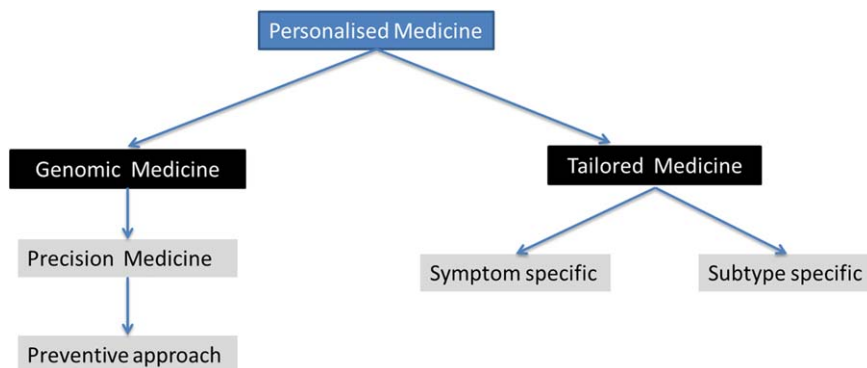 Personalised Medicine
Genomic Medicine
Tailored Medicine
Precision Medicine
Symptom specific
Subtype specific
Preventive approach